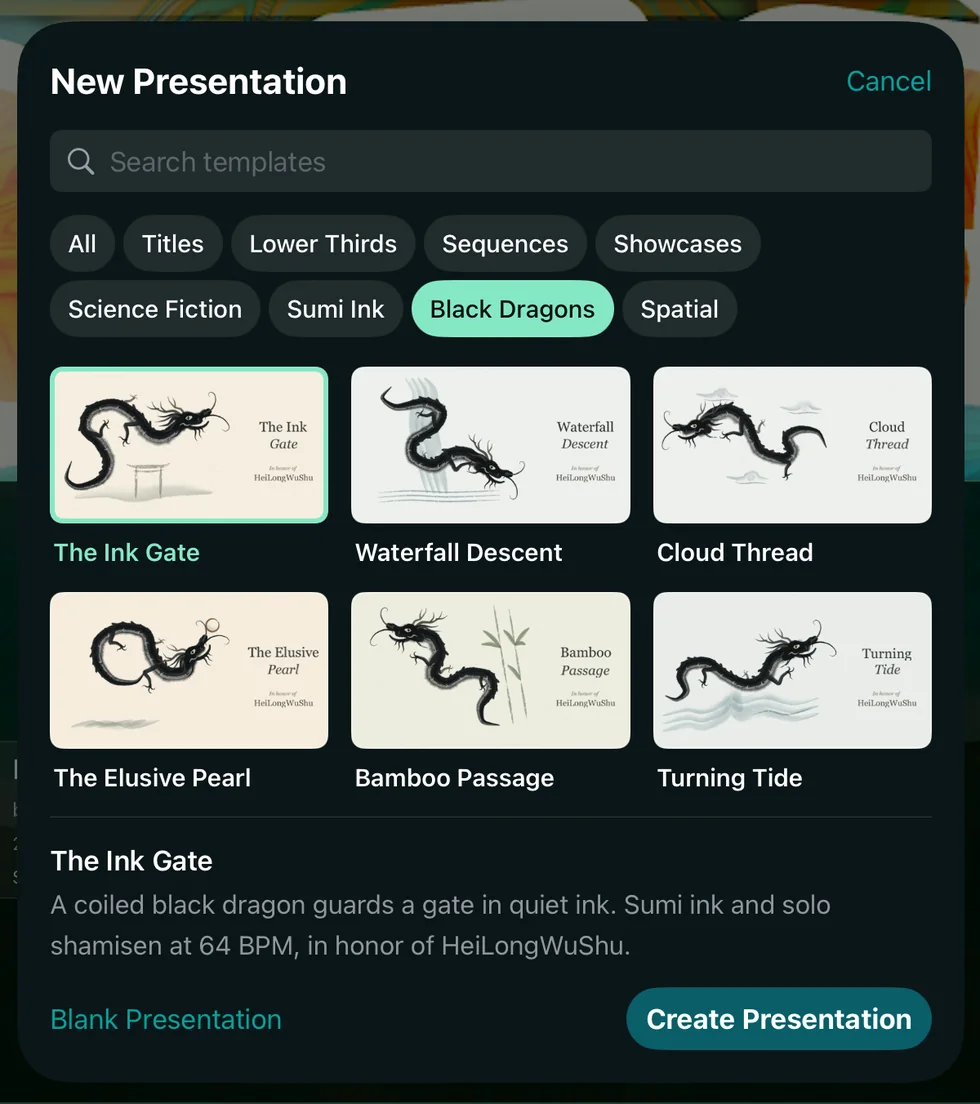 New Presentation
Cancel
Search templates
All
Titles
Lower Thirds
Sequences
Showcases
Science Fiction
Sumi Ink
Black Dragons
Spatial
The Ink
Gate
In honor of
HeiLongWuShu
Waterfall
Descent
In honor of
HeiLongWuShu
Cloud
Thread
In honor of
HeiLongWuShu
The Ink Gate
Waterfall Descent
Cloud Thread
The Elusive
Pearl
In honor of
HeiLongWuShu
Bamboo
Passage
In honor of
HeiLongWuShu
Turning
Tide
In honor of
HeiLongWuShu
The Elusive Pearl
Bamboo Passage
Turning Tide
The Ink Gate
A coiled black dragon guards a gate in quiet ink. Sumi ink and solo
shamisen at 64 BPM, in honor of HeiLongWuShu.
Blank Presentation
Create Presentation